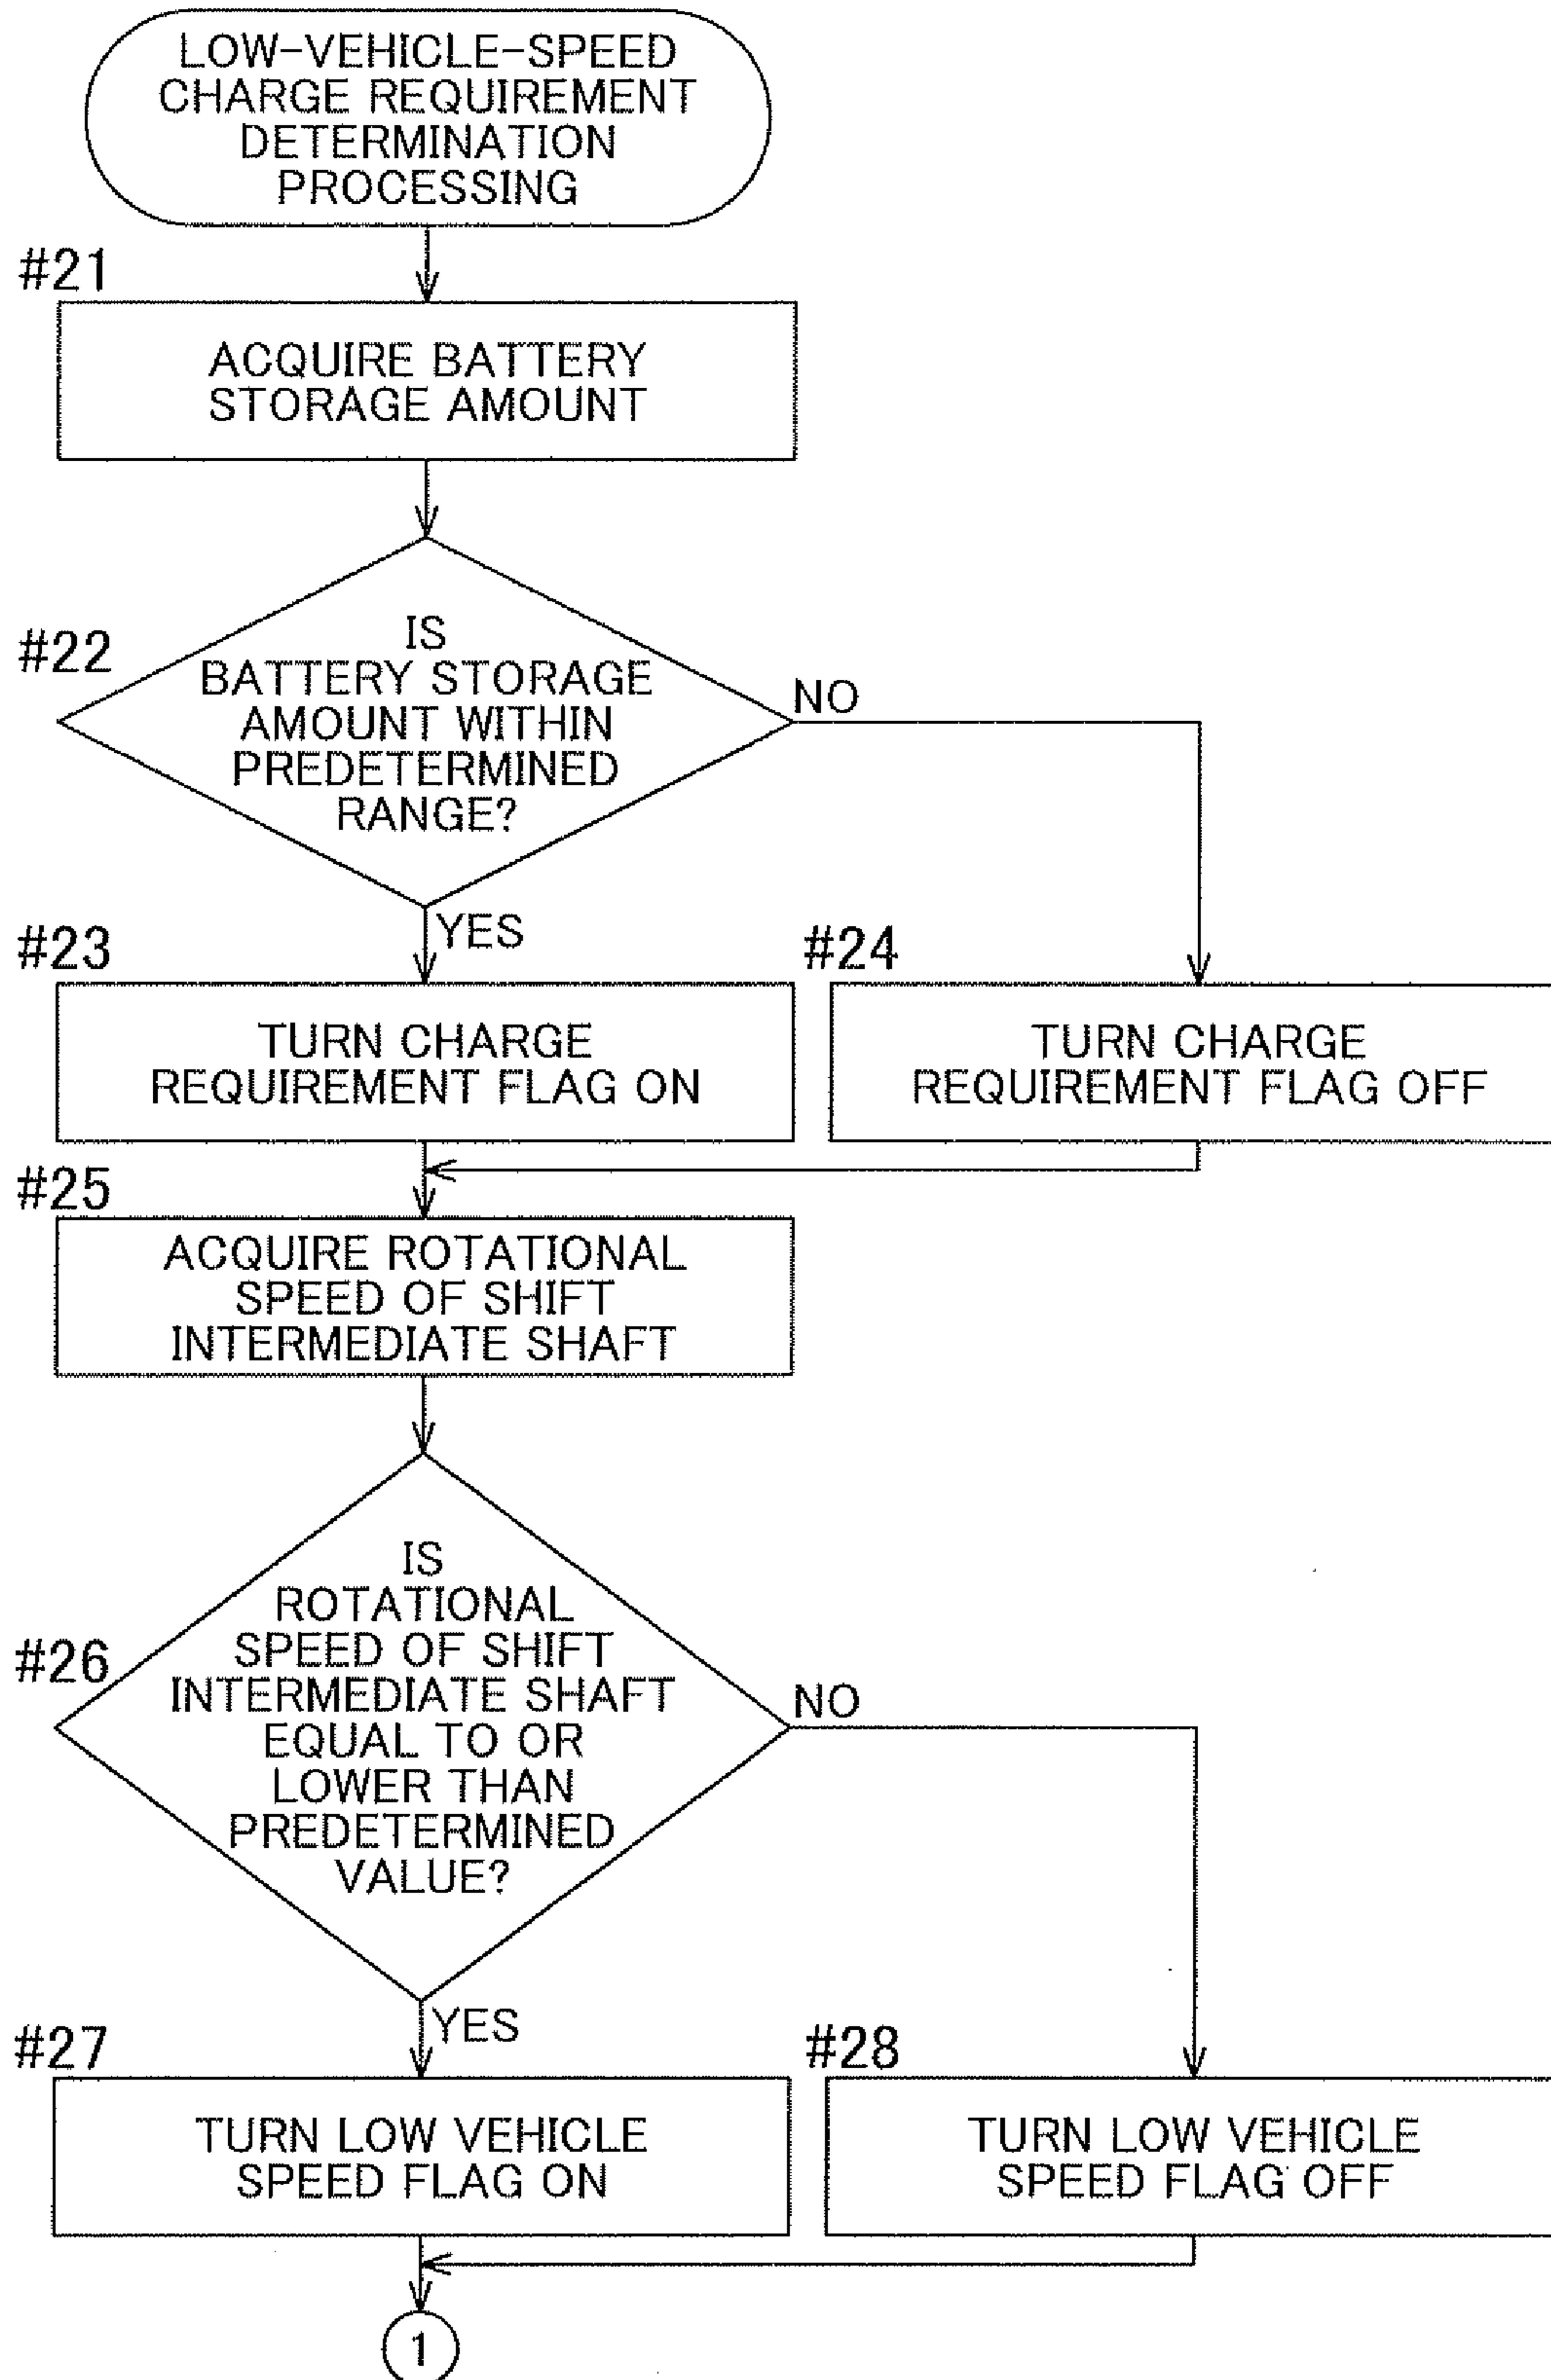 LOW-VEHICLE-SPEED
CHARGE REQUIREMENT
DETERMINATION
PROCESSING
#21
ACQUIRE BATTERY
STORAGE AMOUNT
#22
IS
BATTERY STORAGE
AMOUNT WITHIN
PREDETERMINED
RANGE?
NO
YES
#23
TURN CHARGE
REQUIREMENT FLAG ON
#24
TURN CHARGE
REQUIREMENT FLAG OFF
#25
ACQUIRE ROTATIONAL
SPEED OF SHIFT
INTERMEDIATE SHAFT
#26
IS
ROTATIONAL
SPEED OF SHIFT
INTERMEDIATE SHAFT
EQUAL TO OR
LOWER THAN
PREDETERMINED
VALUE?
NO
YES
#27
TURN LOW VEHICLE
SPEED FLAG ON
#28
TURN LOW VEHICLE
SPEED FLAG OFF
1